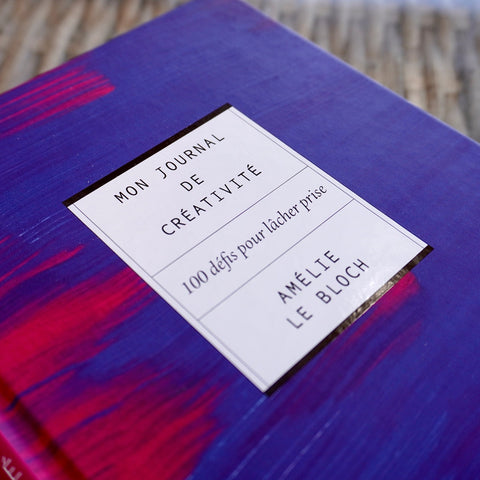 MON JOURNAL
DE
CRÉATIVITÉ
100 défis pour lâcher prise
AMÉLIE
LE BLOCH